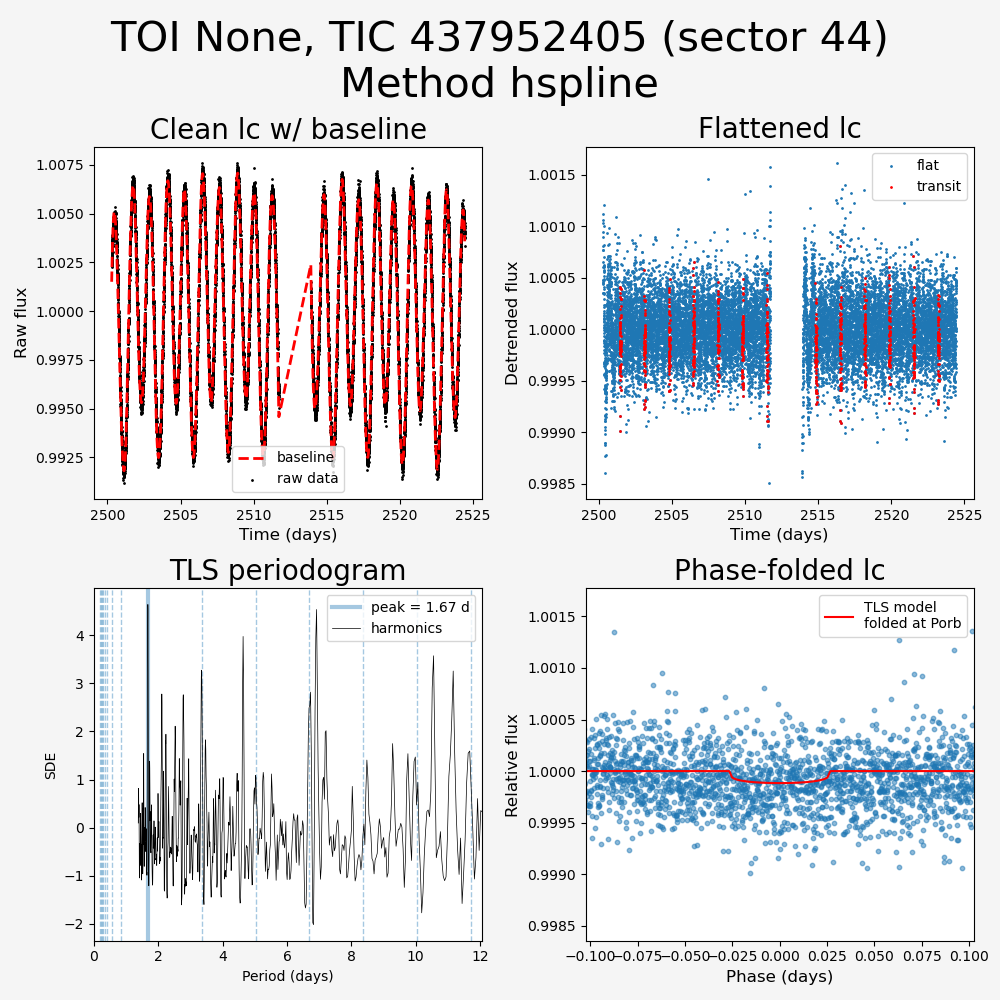 TOI None, TIC 437952405 (sector 44)
Method hspline
Clean lc w/ baseline
Raw flux
1.0075
1.0050
1.0025
1.0000
0.9975
0.9950
0.9925
baseline
raw data
2500 2505 2510 2515 2520 2525
Time (days)
Flattened lc
Detrended flux
1.0015
1.0010
1.0005
1.0000
0.9995
0.9990
0.9985
flat
transit
2500 2505 2510 2515 2520 2525
Time (days)
TLS periodogram
SDE
4
3
2
1
0
−1
−2
peak = 1.67 d
harmonics
0 2 4 6 8 10 12
Period (days)
Phase-folded lc
Relative flux
1.0015
1.0010
1.0005
1.0000
0.9995
0.9990
0.9985
TLS model
folded at Porb
−0.100 −0.075 −0.050 −0.025 0.000 0.025 0.050 0.075 0.100
Phase (days)